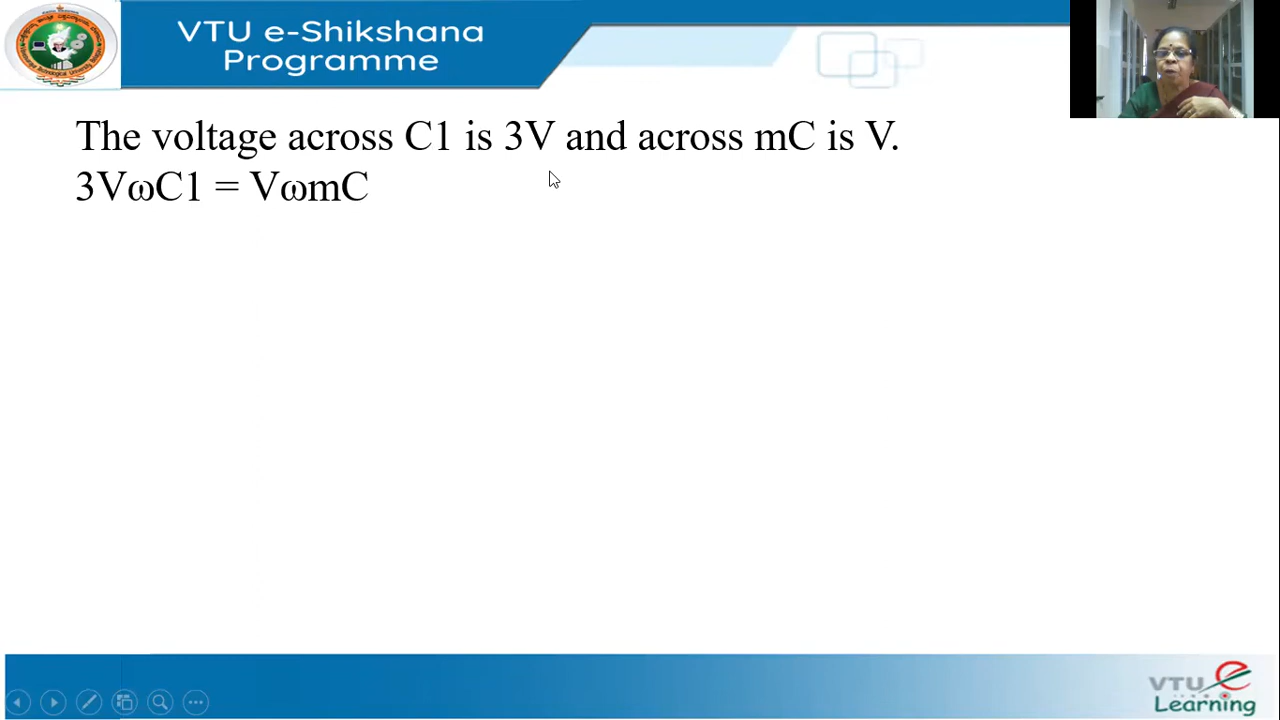 VTU e-Shikshana
Programme
The voltage across C1 is 3V and across mC is V.
3VωC1 = VωmC
VTU e
Learning